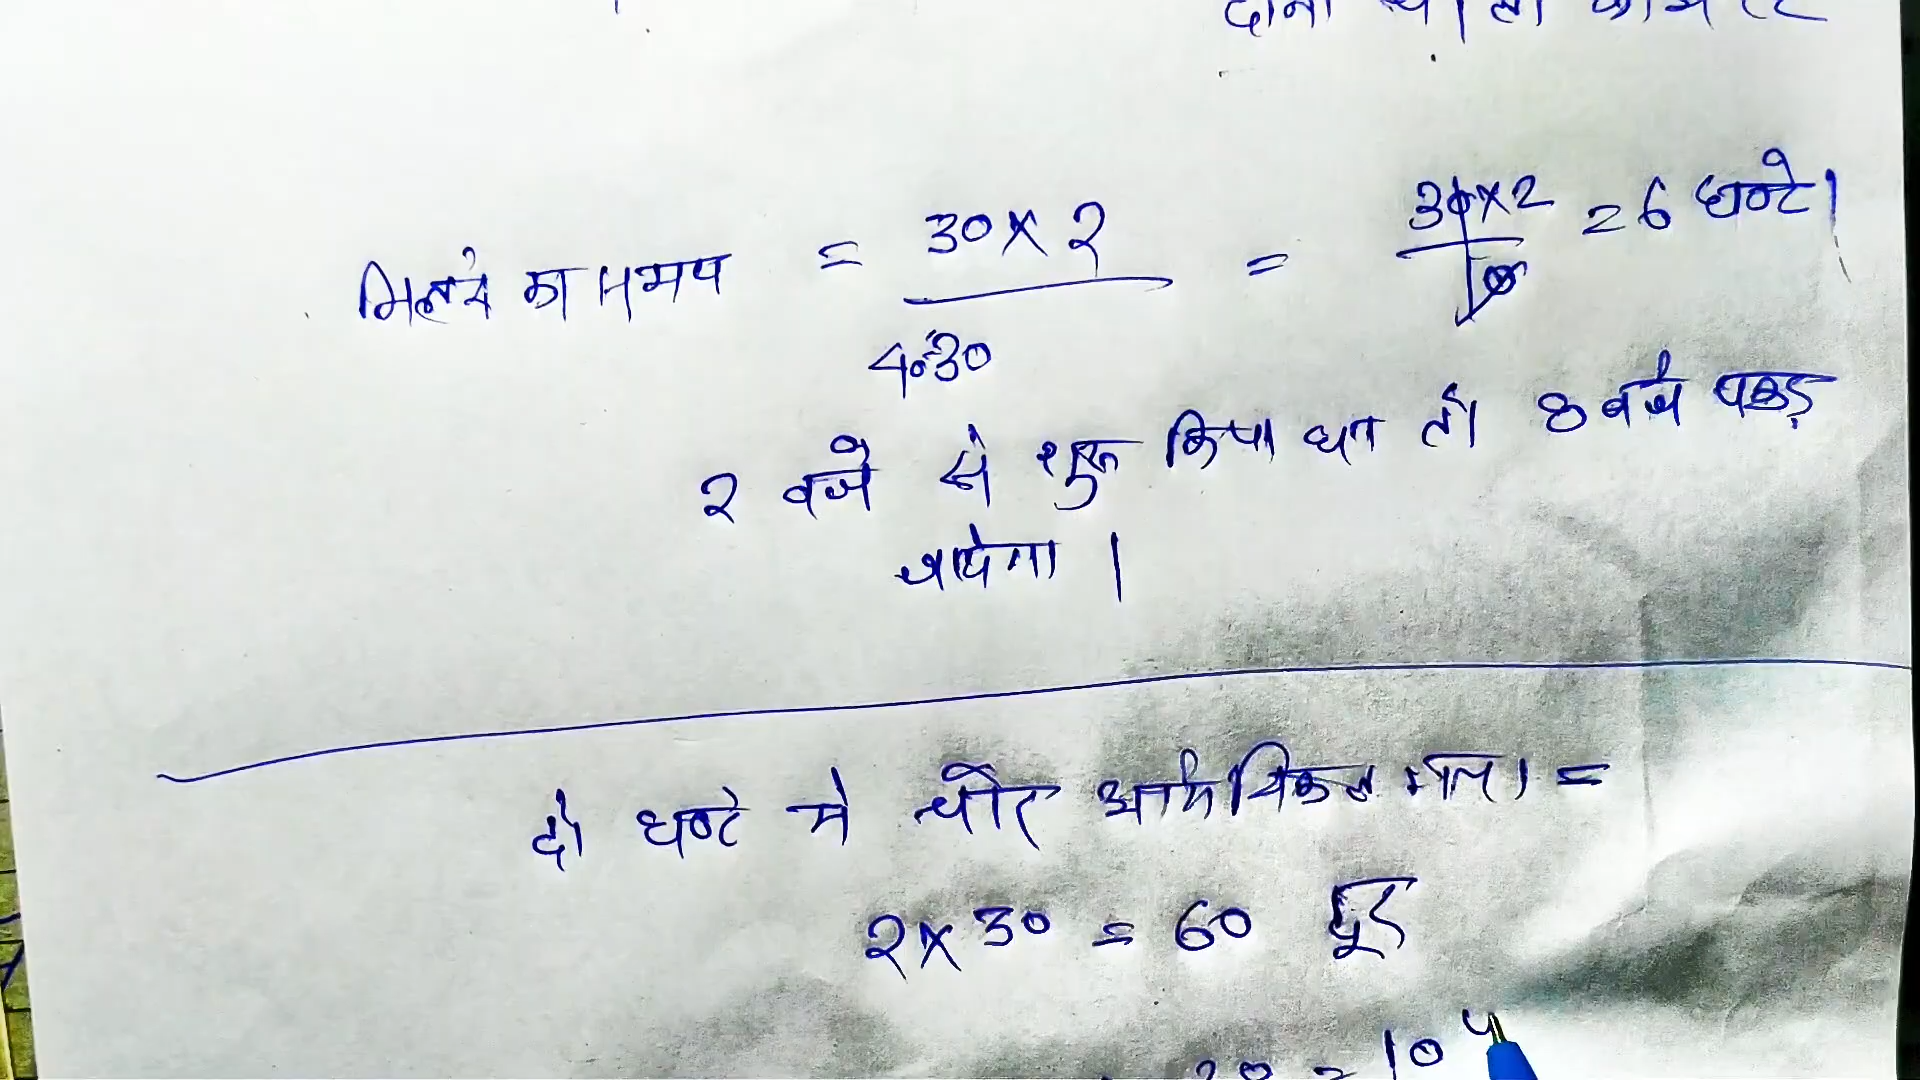 दोनो
मिलने का समय = 30×2 / 40-30 = 30×2 / 10 = 6 घण्टे।
2 बजे से शुरू किया था तो 8 बजे पकड़
जायेगा।
दो घण्टे मे चोर आगे निकल गया =
2×30 = 60 दूर
= 10